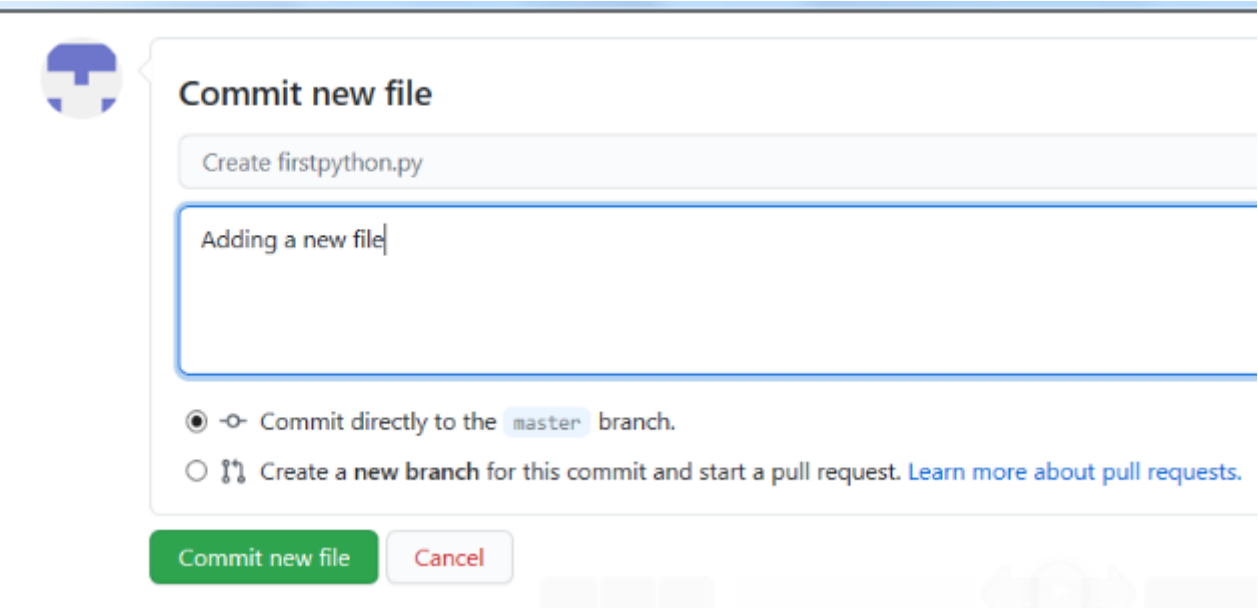 Commit new file
Create firstpython.py
Adding a new file
Commit directly to the master branch.
Create a new branch for this commit and start a pull request. Learn more about pull requests.
Commit new file
Cancel